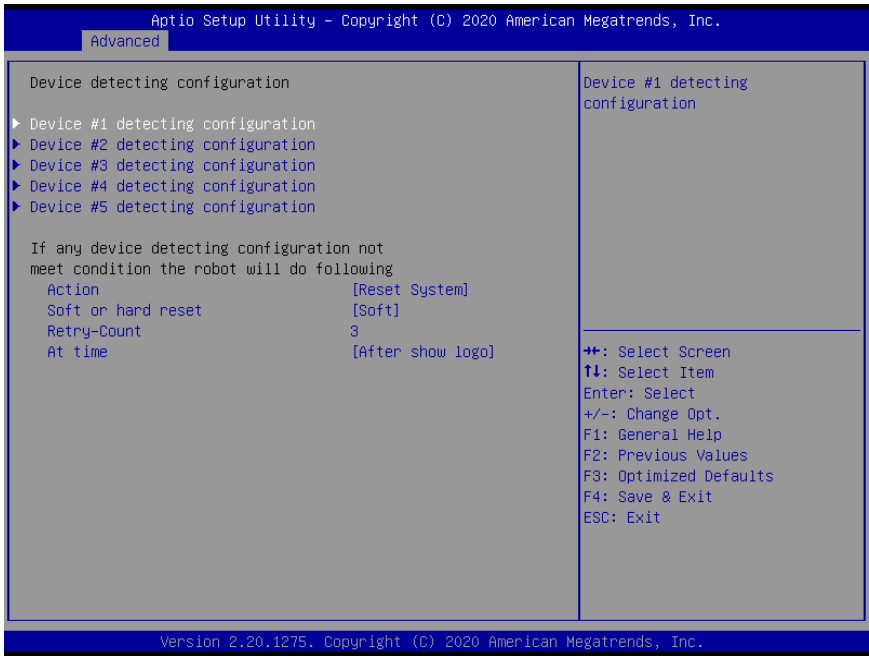 Aptio Setup Utility – Copyright (C) 2020 American Megatrends, Inc.
Advanced
Device detecting configuration
Device #1 detecting configuration
Device #2 detecting configuration
Device #3 detecting configuration
Device #4 detecting configuration
Device #5 detecting configuration
If any device detecting configuration not
meet condition the robot will do following
Action [Reset System]
Soft or hard reset [Soft]
Retry-Count 3
At time [After show logo]
Device #1 detecting
configuration
→←: Select Screen
↑↓: Select Item
Enter: Select
+/-: Change Opt.
F1: General Help
F2: Previous Values
F3: Optimized Defaults
F4: Save & Exit
ESC: Exit
Version 2.20.1275. Copyright (C) 2020 American Megatrends, Inc.